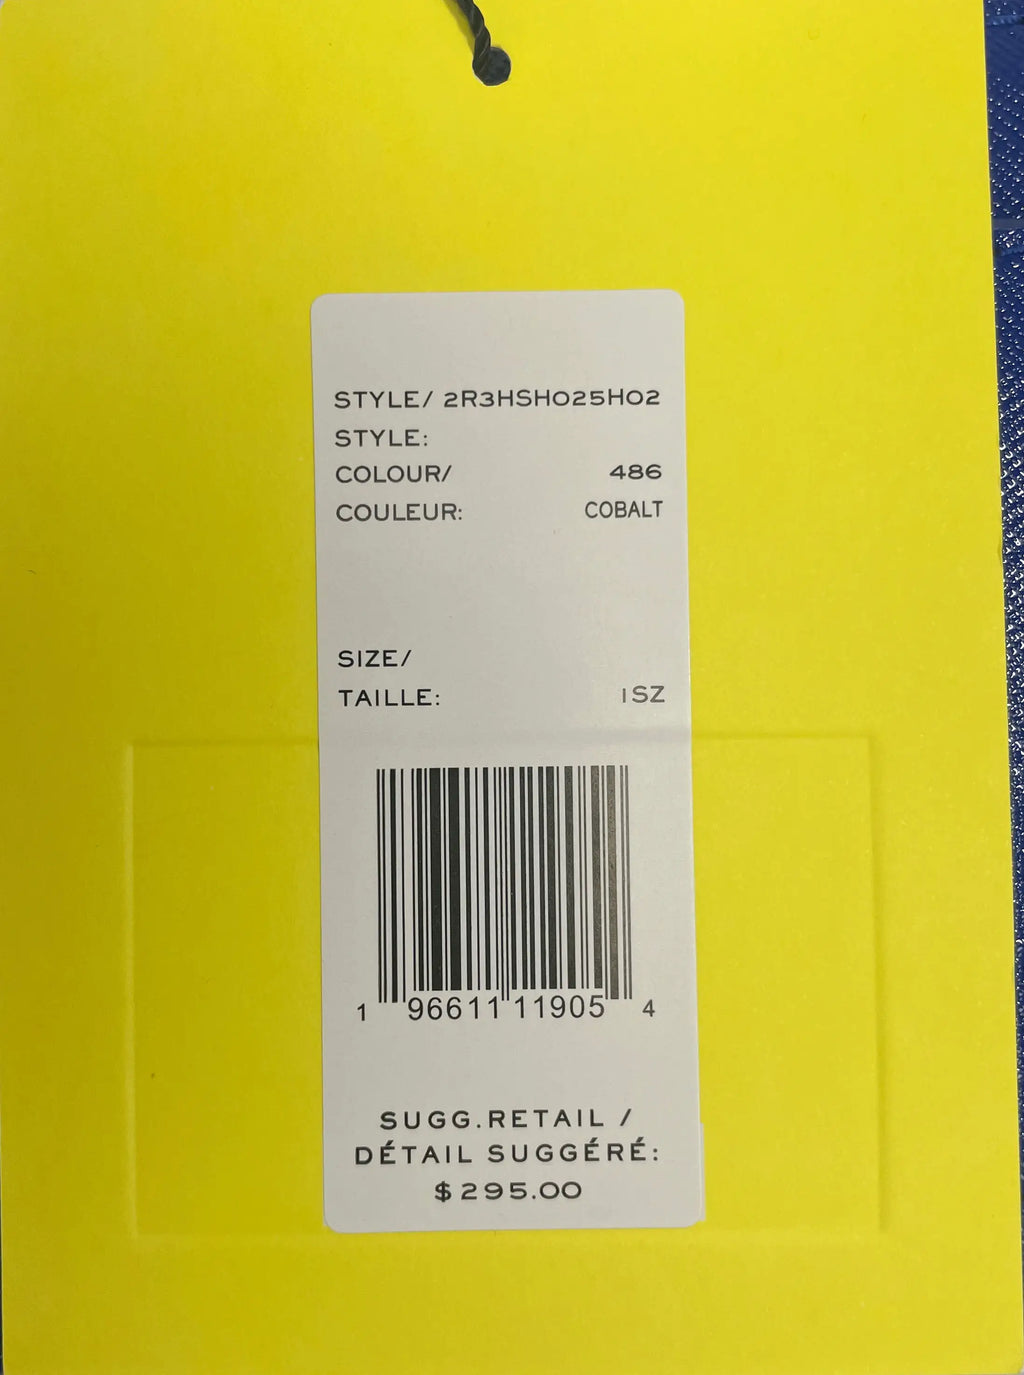 STYLE/ 2R3HSH025H02
STYLE:
COLOUR/ 486
COULEUR: COBALT
SIZE/
TAILLE: 1SZ
1 96611 11905 4
SUGG.RETAIL /
DÉTAIL SUGGÉRÉ:
$295.00